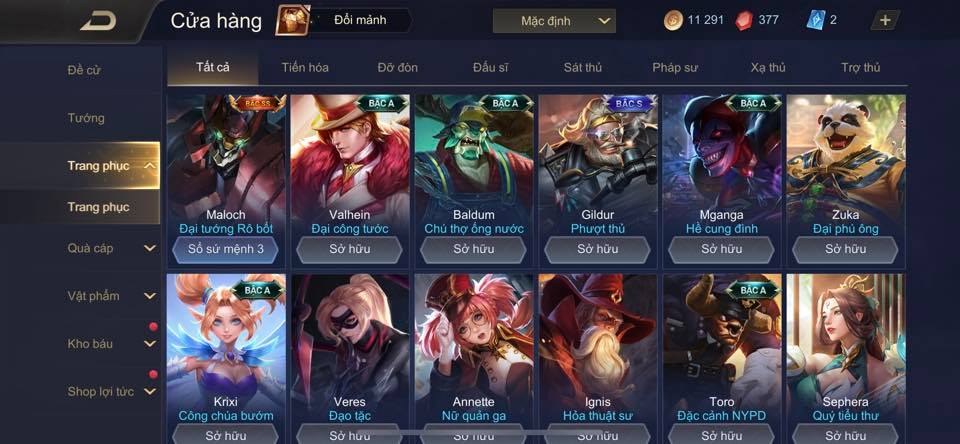 Cửa hàng
Đổi mảnh
Mặc định
11 291
377
2
Đề cử
Tướng
Trang phục
Trang phục
Quà cáp
Vật phẩm
Kho báu
Shop lợi tức
Tất cả
Tiến hóa
Đỡ đòn
Đấu sĩ
Sát thủ
Pháp sư
Xạ thủ
Trợ thủ
BẬC SS
Maloch
Đại tướng Rô bốt
Sổ sứ mệnh 3
BẬC A
Valhein
Đại công tước
Sở hữu
BẬC A
Baldum
Chú thợ ống nước
Sở hữu
BẬC S
Gildur
Phượt thủ
Sở hữu
BẬC A
Mganga
Hề cung đình
Sở hữu
Zuka
Đại phú ông
Sở hữu
BẬC A
Krixi
Công chúa bướm
Sở hữu
Veres
Đạo tặc
Sở hữu
Annette
Nữ quản ga
Sở hữu
Ignis
Hỏa thuật sư
Sở hữu
BẬC A
Toro
Đặc cảnh NYPD
Sở hữu
Sephera
Quý tiểu thư
Sở hữu